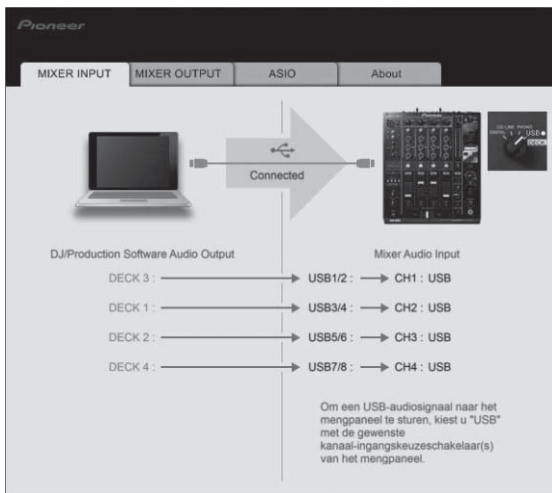 Pioneer
MIXER INPUT MIXER OUTPUT ASIO About
Connected
USB
DJ/Production Software Audio Output Mixer Audio Input
DECK 3 : USB1/2 : CH1 : USB
DECK 1 : USB3/4 : CH2 : USB
DECK 2 : USB5/6 : CH3 : USB
DECK 4 : USB7/8 : CH4 : USB
Om een USB-audiosignaal naar het
mengpaneel te sturen, kiest u "USB"
met de gewenste
kanaal-ingangskeuzeschakelaar(s)
van het mengpaneel.